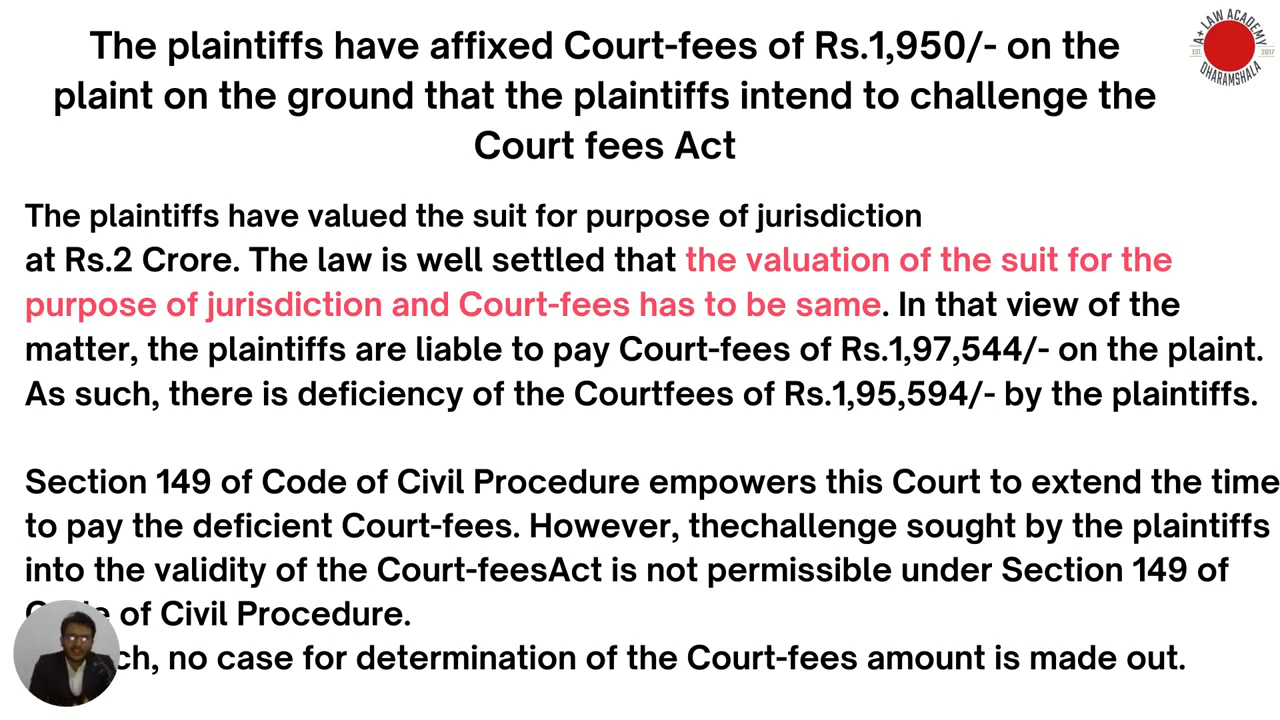 The plaintiffs have affixed Court-fees of Rs.1,950/- on the
plaint on the ground that the plaintiffs intend to challenge the
Court fees Act
A+ LAW ACADEMY
EST. 2017
DHARAMSHALA
The plaintiffs have valued the suit for purpose of jurisdiction
at Rs.2 Crore. The law is well settled that the valuation of the suit for the
purpose of jurisdiction and Court-fees has to be same. In that view of the
matter, the plaintiffs are liable to pay Court-fees of Rs.1,97,544/- on the plaint.
As such, there is deficiency of the Courtfees of Rs.1,95,594/- by the plaintiffs.
Section 149 of Code of Civil Procedure empowers this Court to extend the time
to pay the deficient Court-fees. However, thechallenge sought by the plaintiffs
into the validity of the Court-feesAct is not permissible under Section 149 of
of Civil Procedure.
no case for determination of the Court-fees amount is made out.